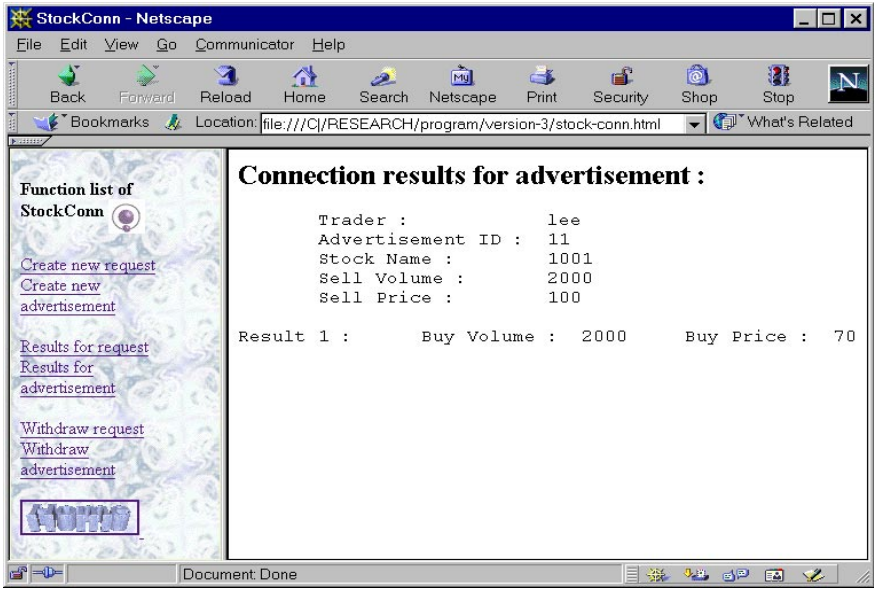 StockConn - Netscape
File Edit View Go Communicator Help
Back Forward Reload Home Search Netscape Print Security Shop Stop N
Bookmarks Location: file:///C|/RESEARCH/program/version-3/stock-conn.html What's Related
Function list of
StockConn
Create new request
Create new
advertisement
Results for request
Results for
advertisement
Withdraw request
Withdraw
advertisement
Home
Connection results for advertisement :
Trader : lee
Advertisement ID : 11
Stock Name : 1001
Sell Volume : 2000
Sell Price : 100
Result 1 : Buy Volume : 2000 Buy Price : 70
Document: Done